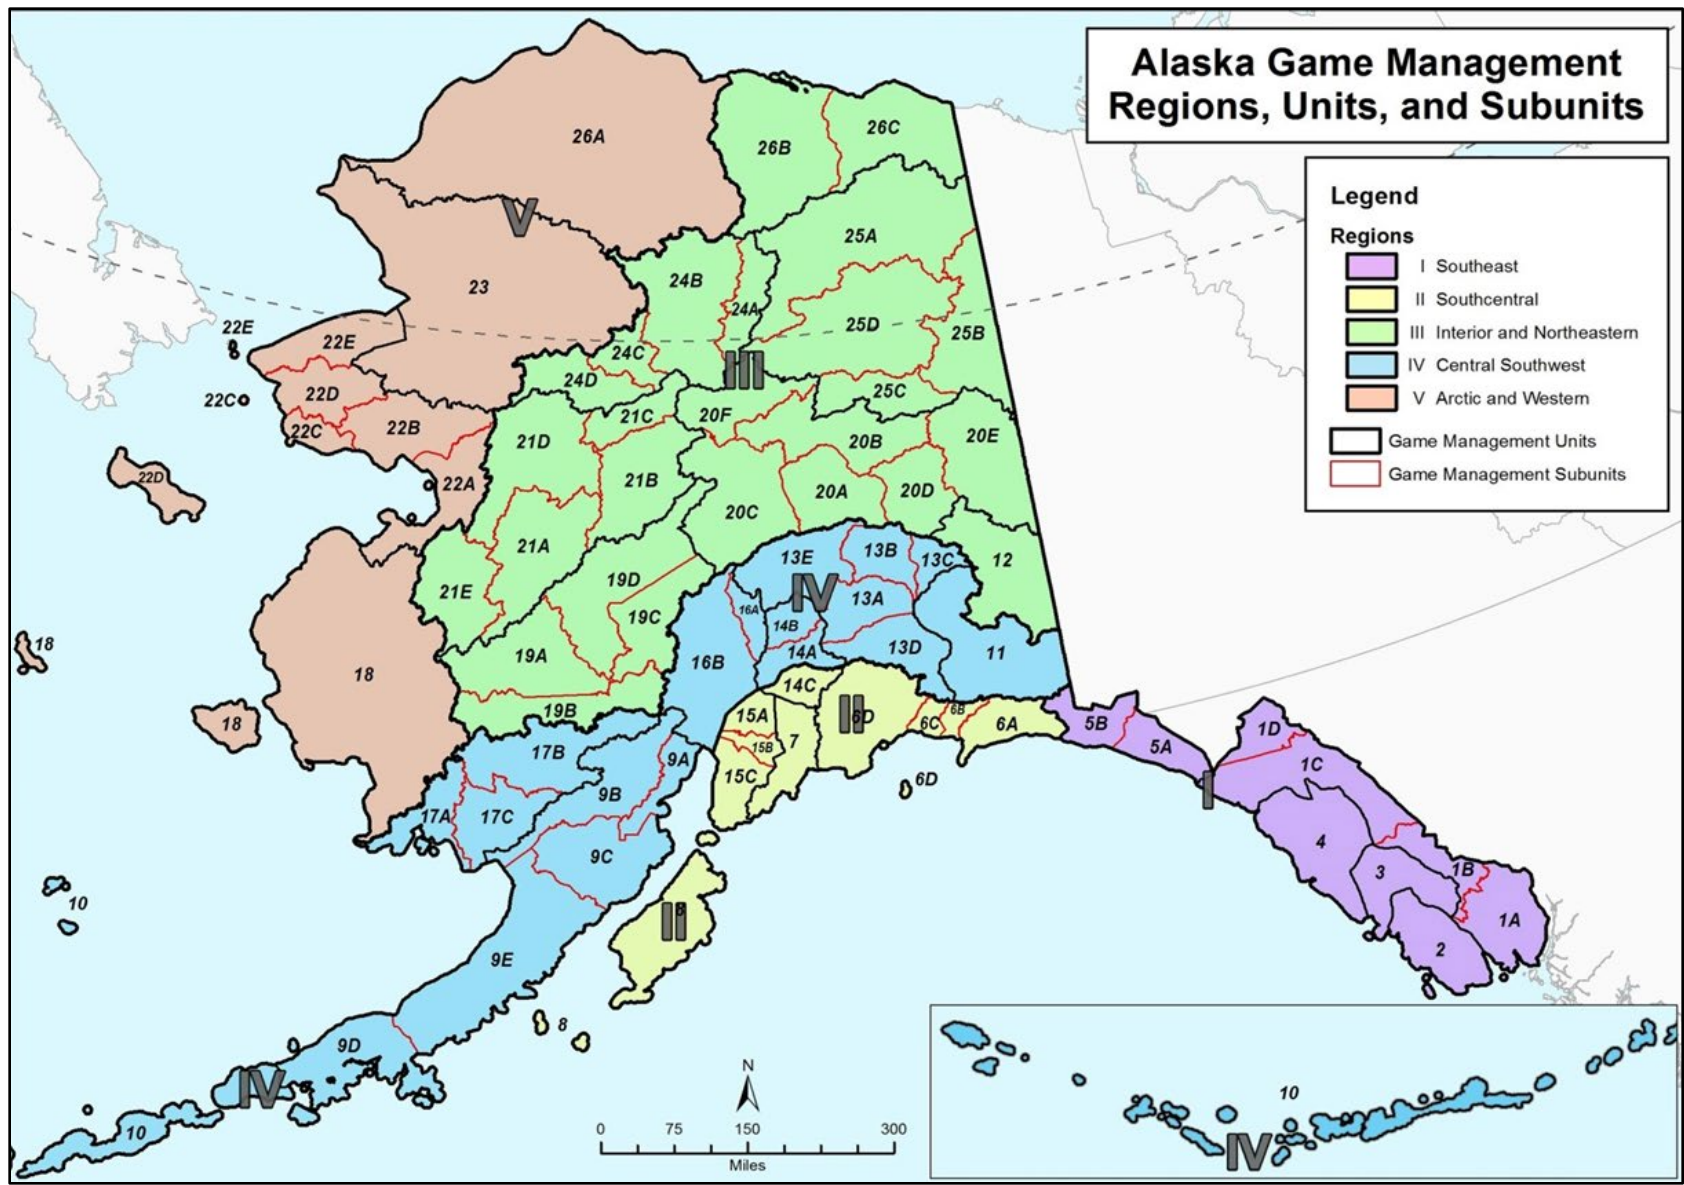 Alaska Game Management
Regions, Units, and Subunits
Legend
Regions
I Southeast
II Southcentral
III Interior and Northeastern
IV Central Southwest
V Arctic and Western
Game Management Units
Game Management Subunits
26A
26B
26C
V
23
25A
24B
24A
25D
25B
22E
22E
24C
III
22D
24D
25C
22C
21C
20F
22C
22B
21D
20B
20E
22D
22A
21B
20A
20D
20C
21A
13E
13B
13C
12
21E
19D
IV
13A
16A
19C
14B
18
19A
16B
14A
13D
11
18
14C
18
19B
15A
II
6D
6C
6B
6A
5B
5A
1D
17B
9A
15B
7
1C
15C
6D
I
9B
17A
17C
4
9C
3
1B
10
II
8
1A
2
9E
8
9D
IV
10
N
0 75 150 300
Miles
10
IV